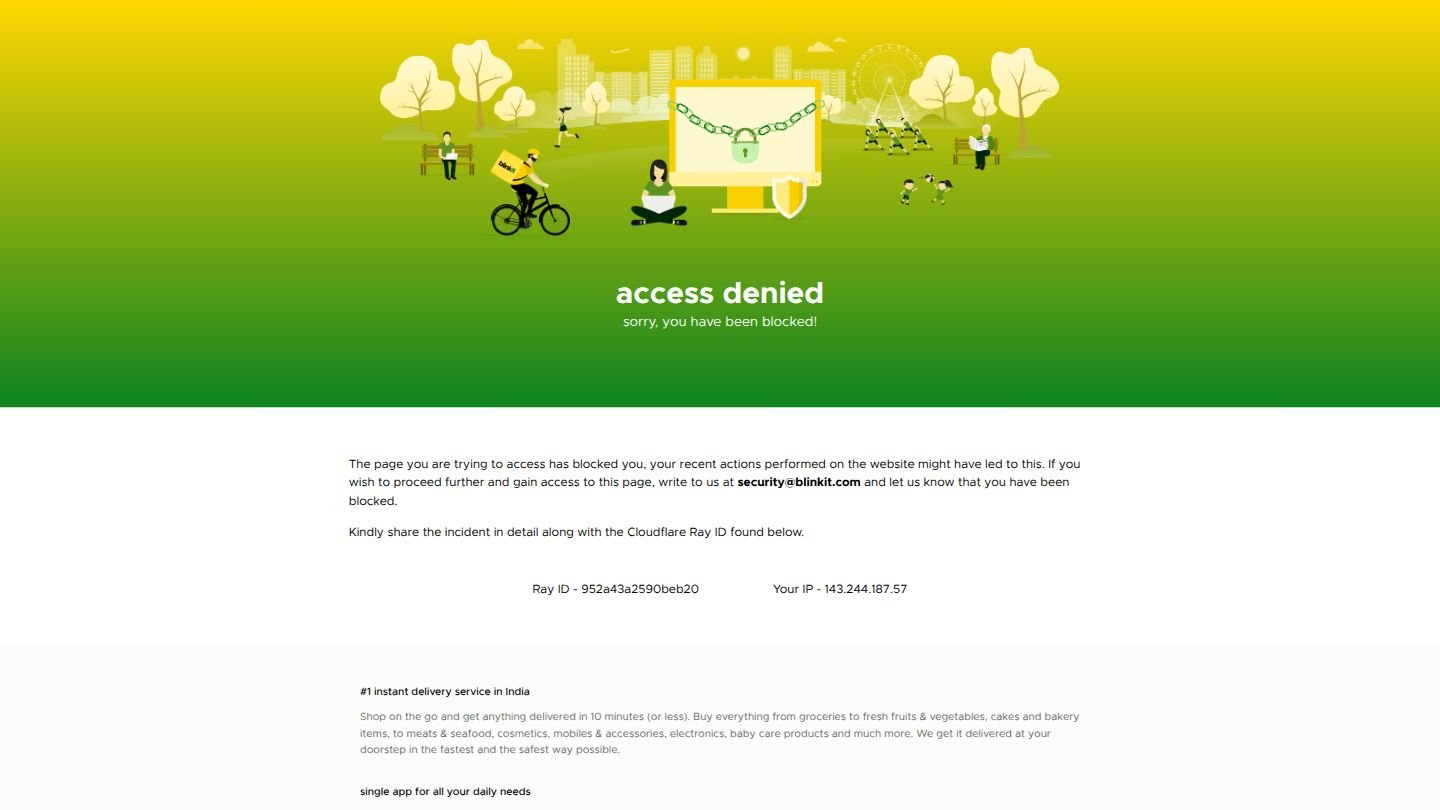 blinkit
access denied
sorry, you have been blocked!
The page you are trying to access has blocked you, your recent actions performed on the website might have led to this. If you
wish to proceed further and gain access to this page, write to us at security@blinkit.com and let us know that you have been
blocked.
Kindly share the incident in detail along with the Cloudflare Ray ID found below.
Ray ID - 952a43a2590beb20 Your IP - 143.244.187.57
#1 instant delivery service in India
Shop on the go and get anything delivered in 10 minutes (or less). Buy everything from groceries to fresh fruits & vegetables, cakes and bakery
items, to meats & seafood, cosmetics, mobiles & accessories, electronics, baby care products and much more. We get it delivered at your
doorstep in the fastest and the safest way possible.
single app for all your daily needs